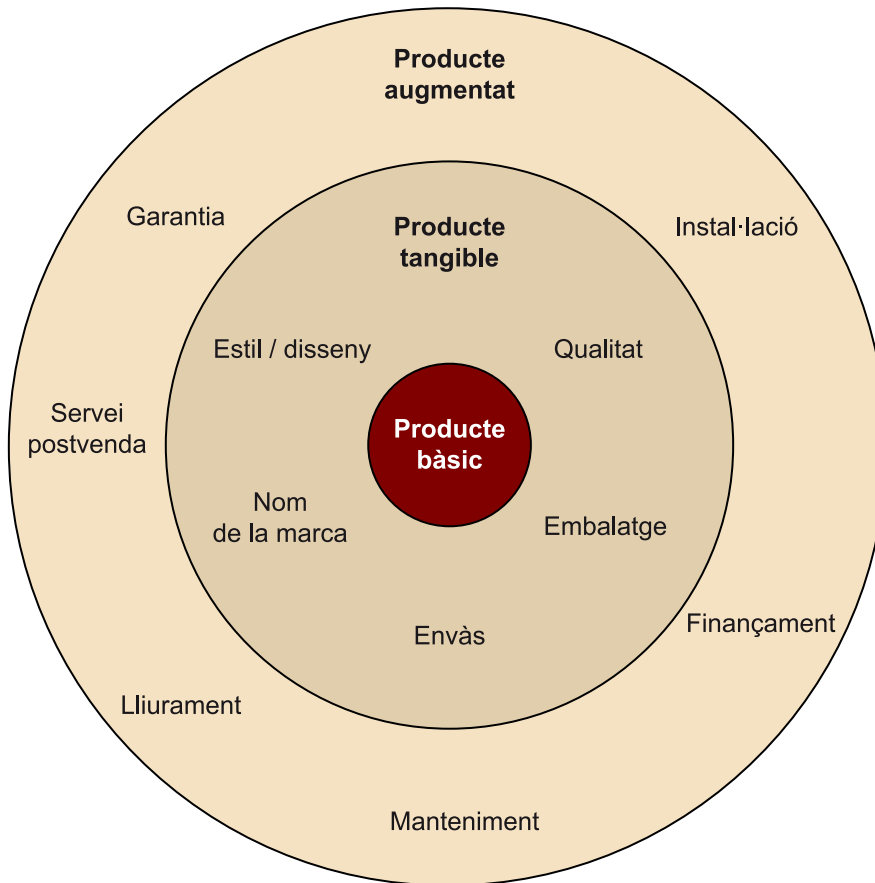 Producte
augmentat
Garantia
Instal·lació
Producte
tangible
Estil / disseny
Qualitat
Servei
postvenda
Producte
bàsic
Nom
de la marca
Embalatge
Envàs
Finançament
Lliurament
Manteniment